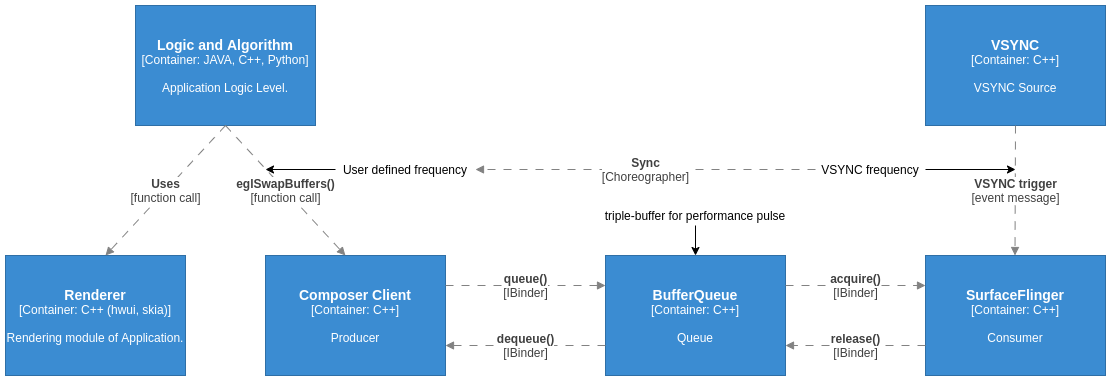 Logic and Algorithm
[Container: JAVA, C++, Python]
Application Logic Level.
VSYNC
[Container: C++]
VSYNC Source
User defined frequency
Sync
[Choreographer]
VSYNC frequency
Uses
[function call]
eglSwapBuffers()
[function call]
VSYNC trigger
[event message]
triple-buffer for performance pulse
Renderer
[Container: C++ (hwui, skia)]
Rendering module of Application.
Composer Client
[Container: C++]
Producer
queue()
[IBinder]
dequeue()
[IBinder]
BufferQueue
[Container: C++]
Queue
acquire()
[IBinder]
release()
[IBinder]
SurfaceFlinger
[Container: C++]
Consumer